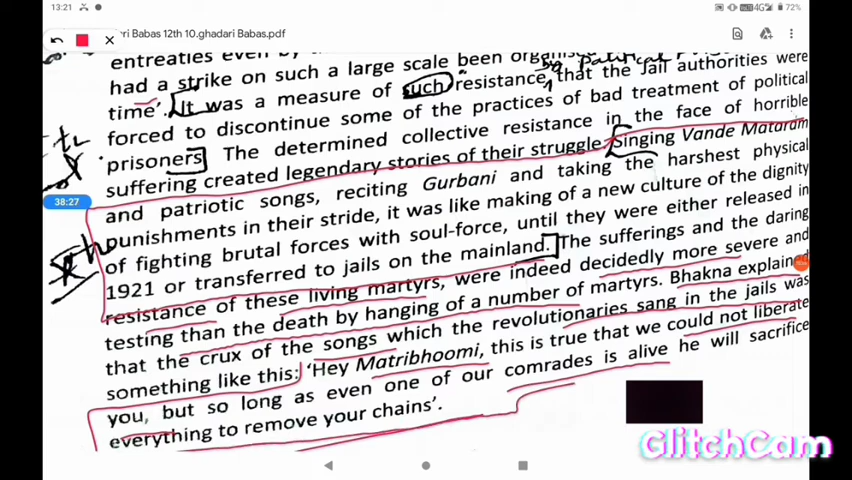 13:21
4G
72%
ri Babas 12th 10.ghadari Babas.pdf
entreaties even by
had a strike on such a large scale been organis
time'. It was a measure of such resistance that the Jail authorities were
forced to discontinue some of the practices of bad treatment of political
prisoners The determined collective resistance in the face of horrible
suffering created legendary stories of their struggle. Singing Vande Mataram
and patriotic songs, reciting Gurbani and taking the harshest physical
38:27
punishments in their stride, it was like making of a new culture of the dignity
of fighting brutal forces with soul-force, until they were either released in
1921 or transferred to jails on the mainland. The sufferings and the daring
resistance of these living martyrs, were indeed decidedly more severe and
testing than the death by hanging of a number of martyrs. Bhakna explained
that the crux of the songs which the revolutionaries sang in the jails was
something like this: 'Hey Matribhoomi, this is true that we could not liberate
you, but so long as even one of our comrades is alive he will sacrifice
everything to remove your chains'.
GlitchCam